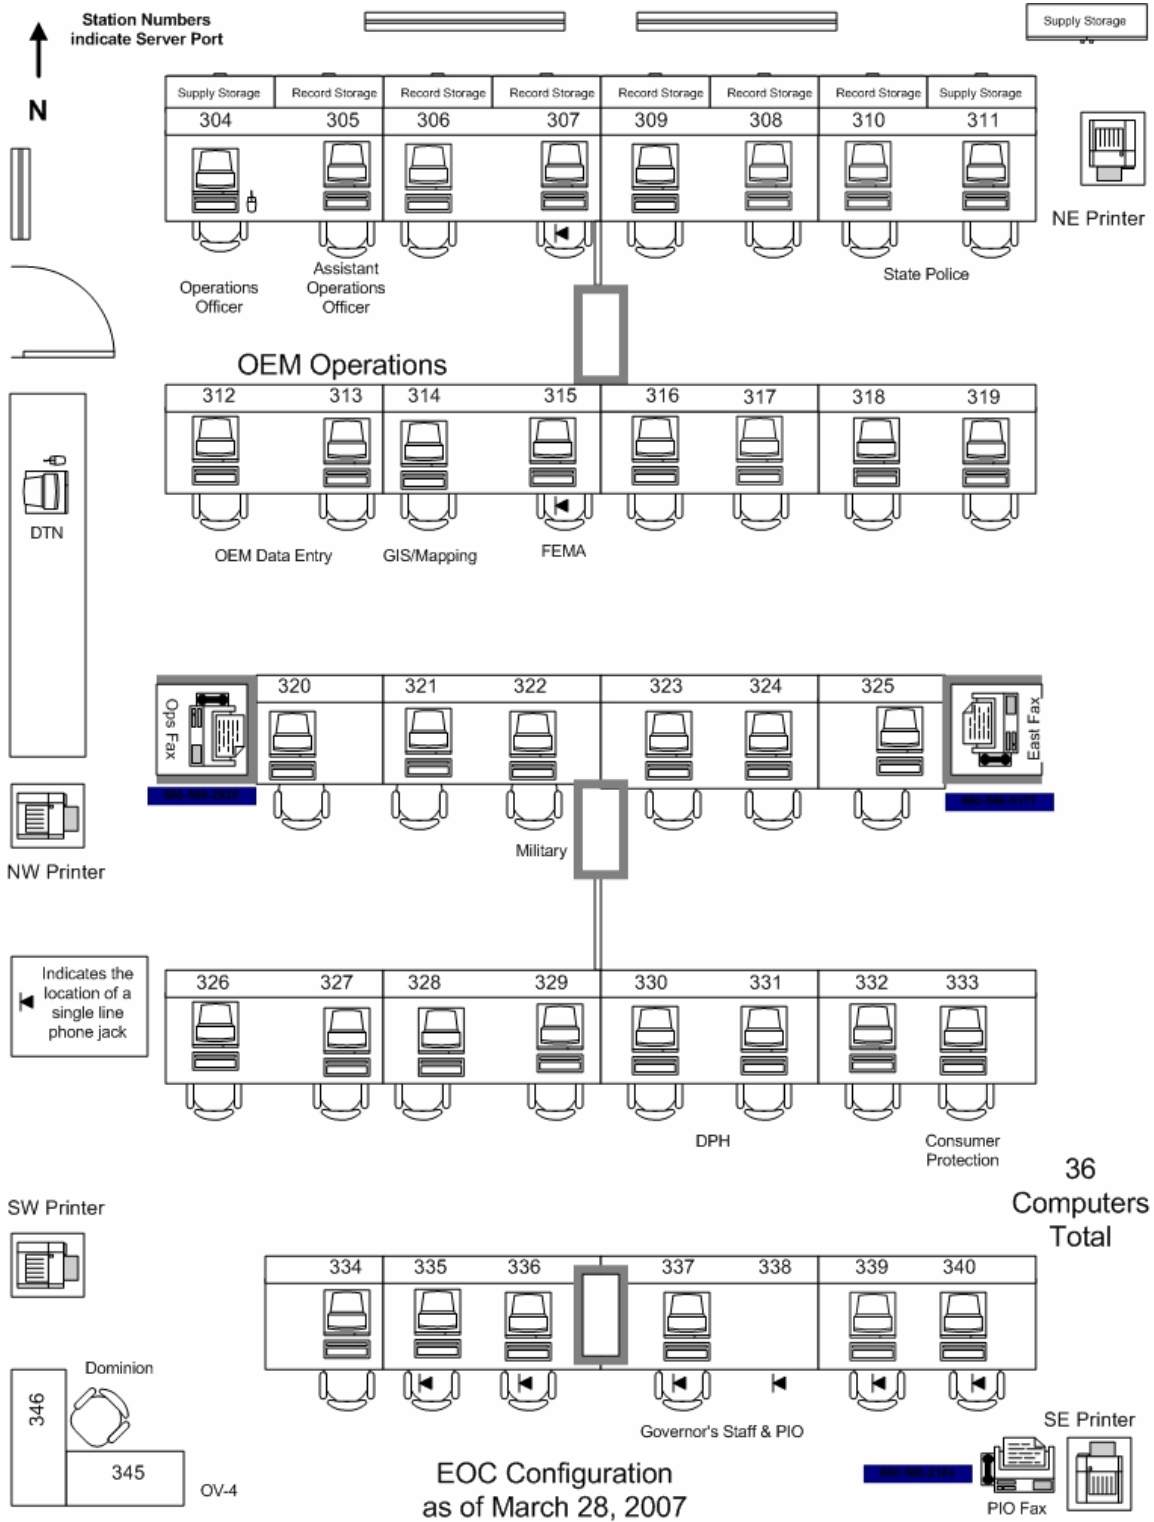 Station Numbers
indicate Server Port
Supply Storage
N
Supply Storage Record Storage Record Storage Record Storage Record Storage Record Storage Record Storage Supply Storage
304 305 306 307 309 308 310 311
NE Printer
Operations
Officer
Assistant
Operations
Officer
State Police
OEM Operations
312 313 314 315 316 317 318 319
DTN
OEM Data Entry
GIS/Mapping
FEMA
320 321 322 323 324 325
Ops Fax
East Fax
Military
NW Printer
Indicates the
location of a
single line
phone jack
326 327 328 329 330 331 332 333
DPH
Consumer
Protection
36
Computers
Total
SW Printer
334 335 336 337 338 339 340
Governor's Staff & PIO
Dominion
346
345
OV-4
EOC Configuration
as of March 28, 2007
SE Printer
PIO Fax